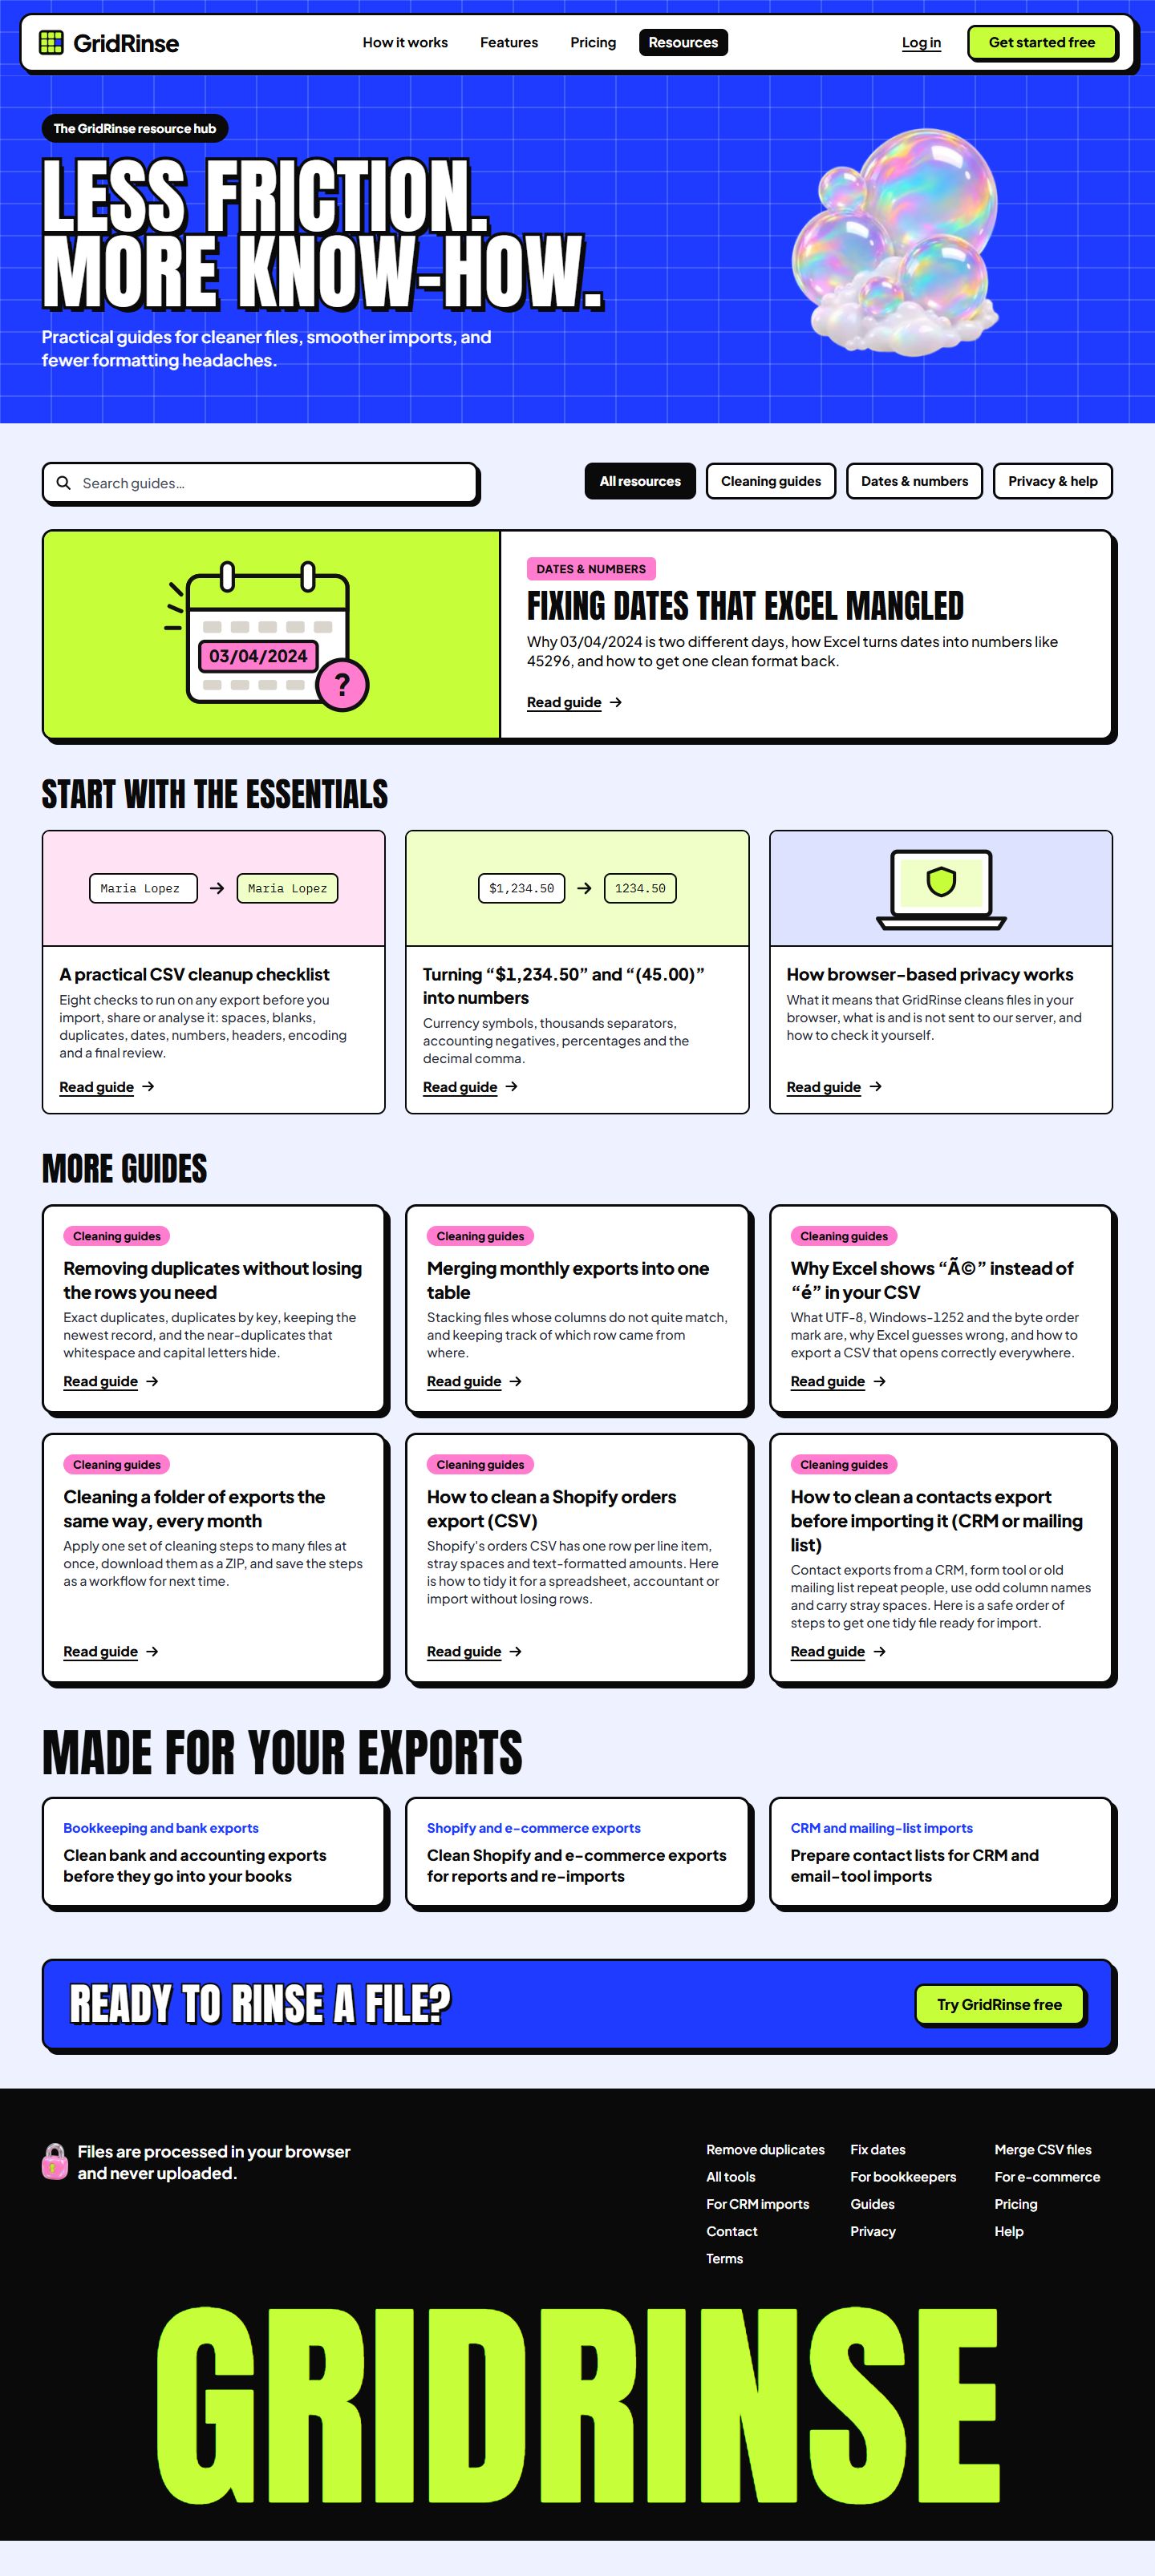 GridRinse
How it works
Features
Pricing
Resources
Log in
Get started free
The GridRinse resource hub
LESS FRICTION.
MORE KNOW-HOW.
Practical guides for cleaner files, smoother imports, and
fewer formatting headaches.
Search guides...
All resources
Cleaning guides
Dates & numbers
Privacy & help
03/04/2024
?
DATES & NUMBERS
FIXING DATES THAT EXCEL MANGLED
Why 03/04/2024 is two different days, how Excel turns dates into numbers like
45296, and how to get one clean format back.
Read guide →
START WITH THE ESSENTIALS
Maria Lopez → Maria Lopez
A practical CSV cleanup checklist
Eight checks to run on any export before you
import, share or analyse it: spaces, blanks,
duplicates, dates, numbers, headers, encoding
and a final review.
Read guide →
$1,234.50 → 1234.50
Turning “$1,234.50” and “(45.00)”
into numbers
Currency symbols, thousands separators,
accounting negatives, percentages and the
decimal comma.
Read guide →
How browser-based privacy works
What it means that GridRinse cleans files in your
browser, what is and is not sent to our server, and
how to check it yourself.
Read guide →
MORE GUIDES
Cleaning guides
Removing duplicates without losing
the rows you need
Exact duplicates, duplicates by key, keeping the
newest record, and the near-duplicates that
whitespace and capital letters hide.
Read guide →
Cleaning guides
Merging monthly exports into one
table
Stacking files whose columns do not quite match,
and keeping track of which row came from
where.
Read guide →
Cleaning guides
Why Excel shows “Ã©” instead of
“é” in your CSV
What UTF-8, Windows-1252 and the byte order
mark are, why Excel guesses wrong, and how to
export a CSV that opens correctly everywhere.
Read guide →
Cleaning guides
Cleaning a folder of exports the
same way, every month
Apply one set of cleaning steps to many files at
once, download them as a ZIP, and save the steps
as a workflow for next time.
Read guide →
Cleaning guides
How to clean a Shopify orders
export (CSV)
Shopify's orders CSV has one row per line item,
stray spaces and text-formatted amounts. Here
is how to tidy it for a spreadsheet, accountant or
import without losing rows.
Read guide →
Cleaning guides
How to clean a contacts export
before importing it (CRM or mailing
list)
Contact exports from a CRM, form tool or old
mailing list repeat people, use odd column names
and carry stray spaces. Here is a safe order of
steps to get one tidy file ready for import.
Read guide →
MADE FOR YOUR EXPORTS
Bookkeeping and bank exports
Clean bank and accounting exports
before they go into your books
Shopify and e-commerce exports
Clean Shopify and e-commerce exports
for reports and re-imports
CRM and mailing-list imports
Prepare contact lists for CRM and
email-tool imports
READY TO RINSE A FILE?
Try GridRinse free
Files are processed in your browser
and never uploaded.
Remove duplicates
Fix dates
Merge CSV files
All tools
For bookkeepers
For e-commerce
For CRM imports
Guides
Pricing
Contact
Privacy
Help
Terms
GRIDRINSE